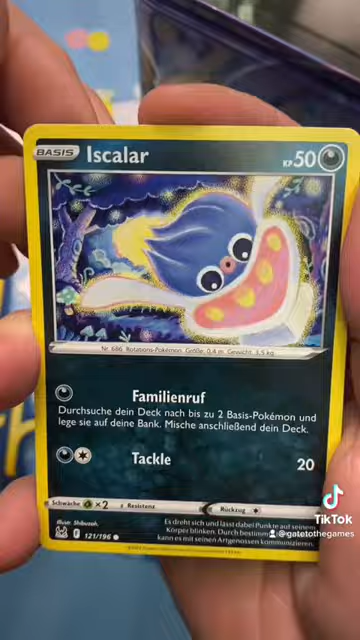 BASIS Iscalar KP 50
Nr. 686 Rotations-Pokémon Größe: 0,4 m Gewicht: 3,5 kg
Familienruf
Durchsuche dein Deck nach bis zu 2 Basis-Pokémon und
lege sie auf deine Bank. Mische anschließend dein Deck.
Tackle 20
Schwäche ×2 Resistenz Rückzug
Illustr. Shibuzoh.
Es dreht sich und lässt dabei Punkte auf seinem
Körper blinken. Durch bestimm
kann es mit seinen Artgenossen kommunizieren.
F 121/196
TikTok
@gatetothegames